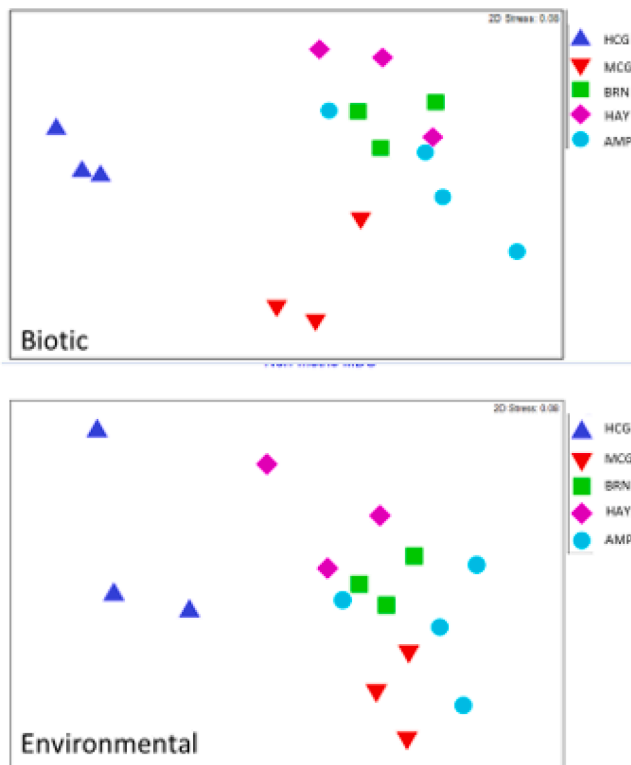 2D Stress: 0.08
HCG
MCG
BRN
HAY
AMP
Biotic
2D Stress: 0.08
HCG
MCG
BRN
HAY
AMP
Environmental